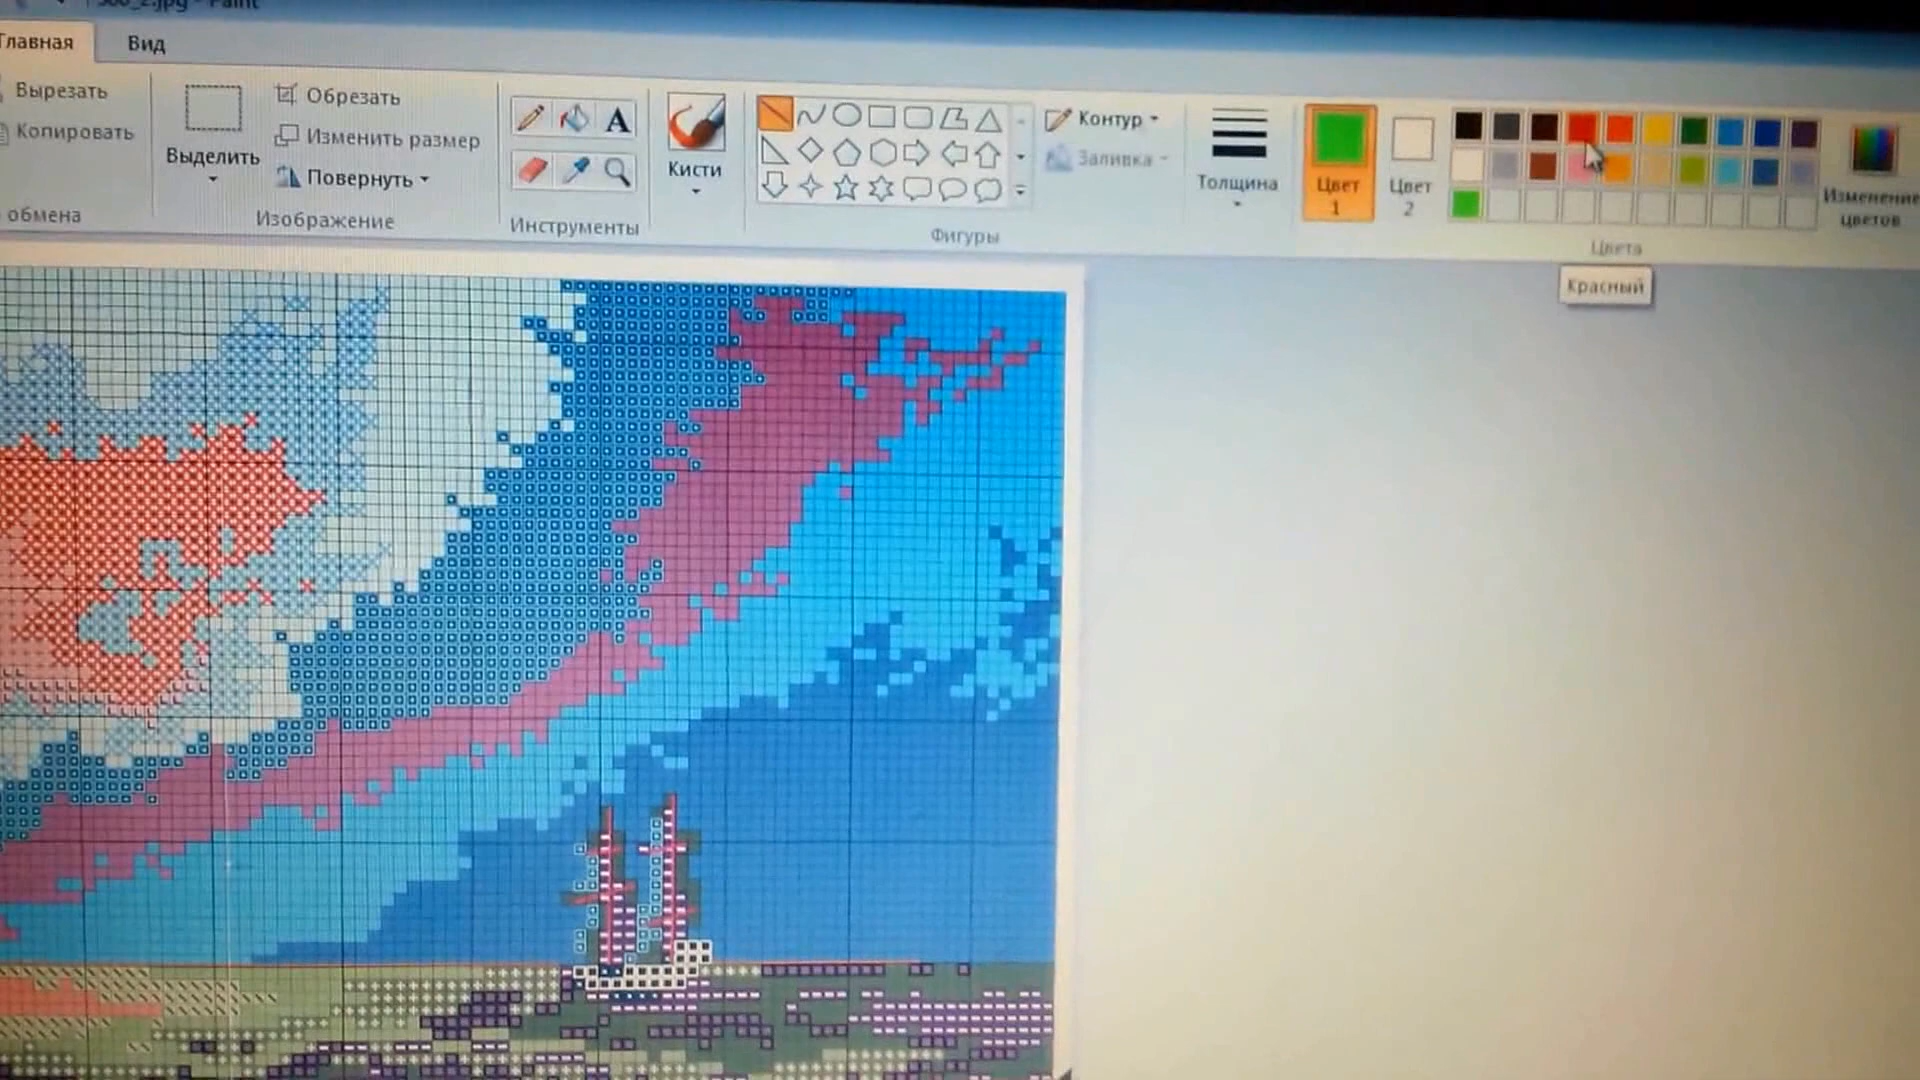 Главная Вид
Вырезать
Копировать
обмена
Выделить
Обрезать
Изменить размер
Повернуть
Изображение
A
Инструменты
Кисти
Фигуры
Контур
Заливка
Толщина
Цвет
1
Цвет
2
Изменение
цветов
Цвета
Красный